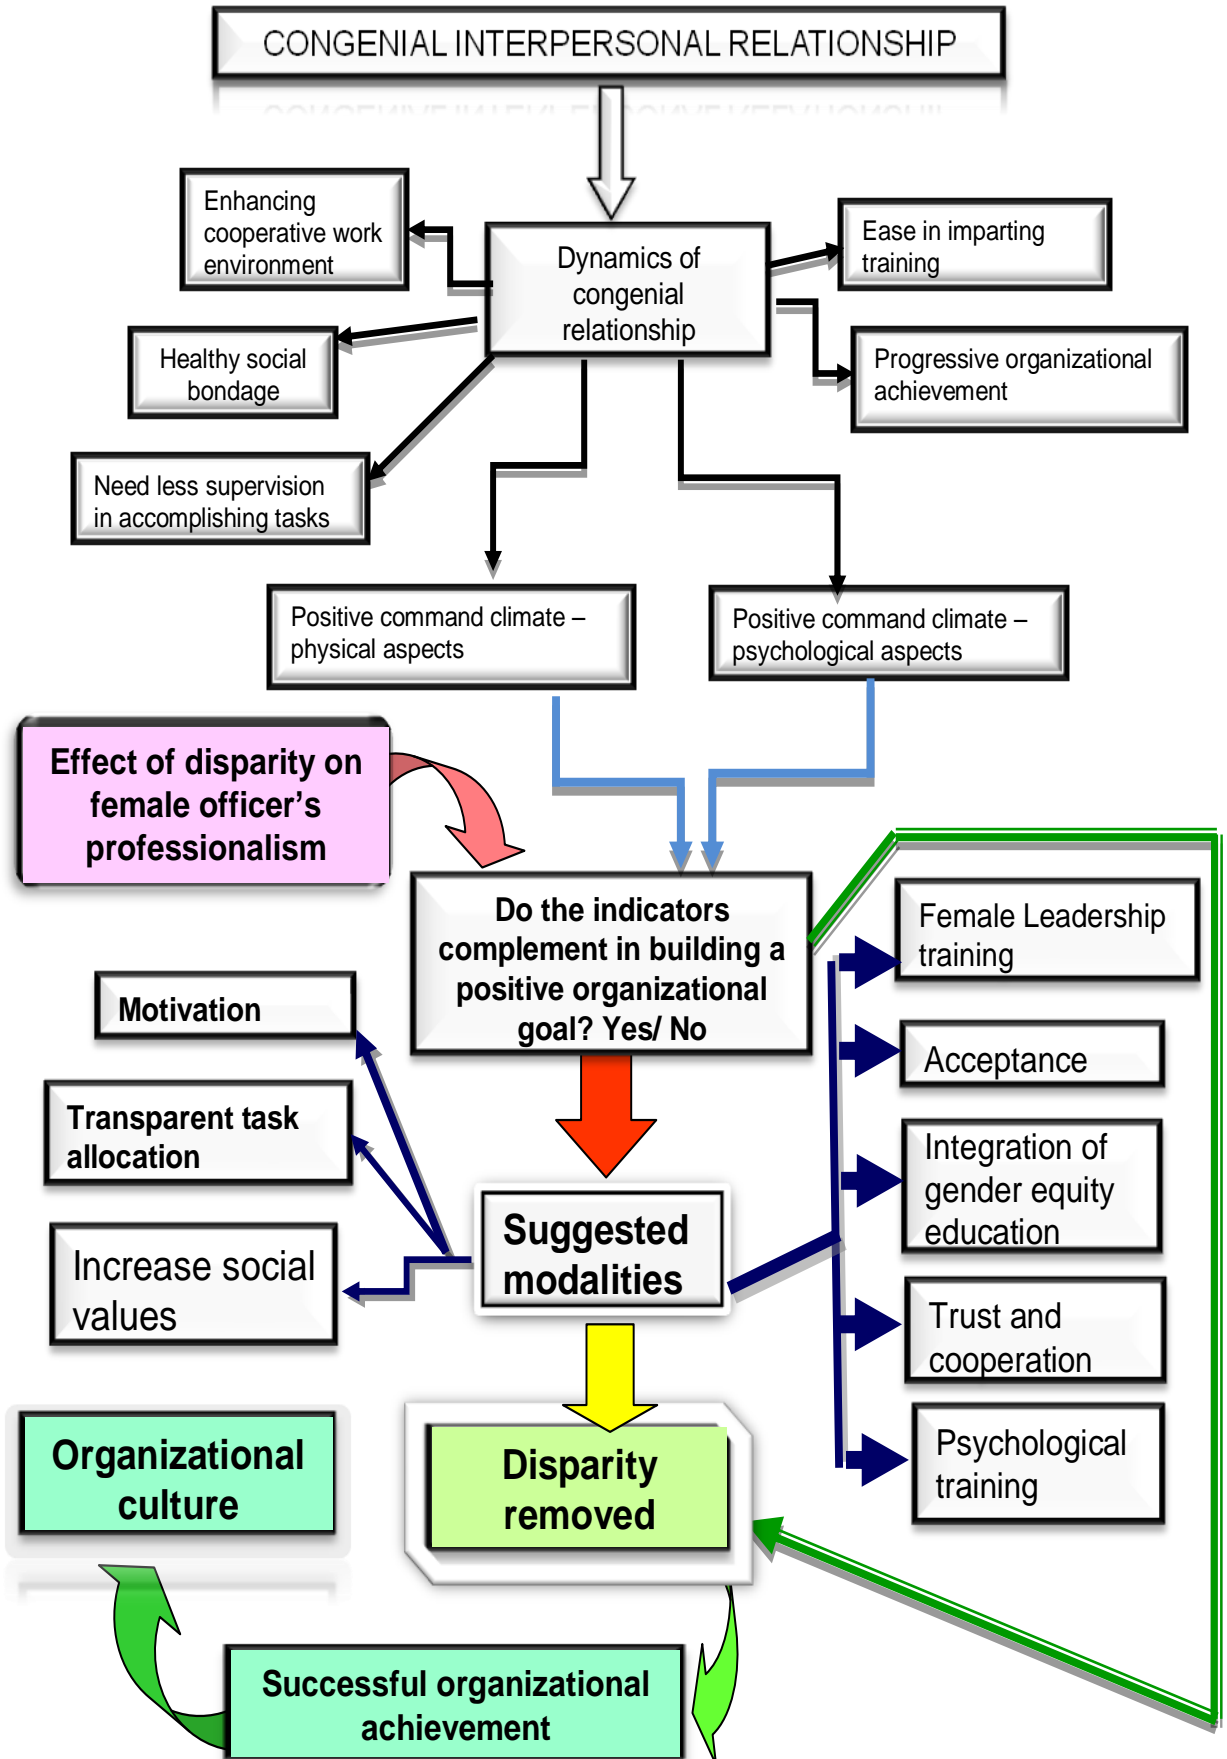 CONGENIAL INTERPERSONAL RELATIONSHIP
Enhancing
cooperative work
environment
Dynamics of
congenial
relationship
Ease in imparting
training
Healthy social
bondage
Progressive organizational
achievement
Need less supervision
in accomplishing tasks
Positive command climate –
physical aspects
Positive command climate –
psychological aspects
Effect of disparity on
female officer’s
professionalism
Do the indicators
complement in building a
positive organizational
goal? Yes/ No
Female Leadership
training
Motivation
Acceptance
Transparent task
allocation
Integration of
gender equity
education
Suggested
modalities
Increase social
values
Trust and
cooperation
Psychological
training
Organizational
culture
Disparity
removed
Successful organizational
achievement